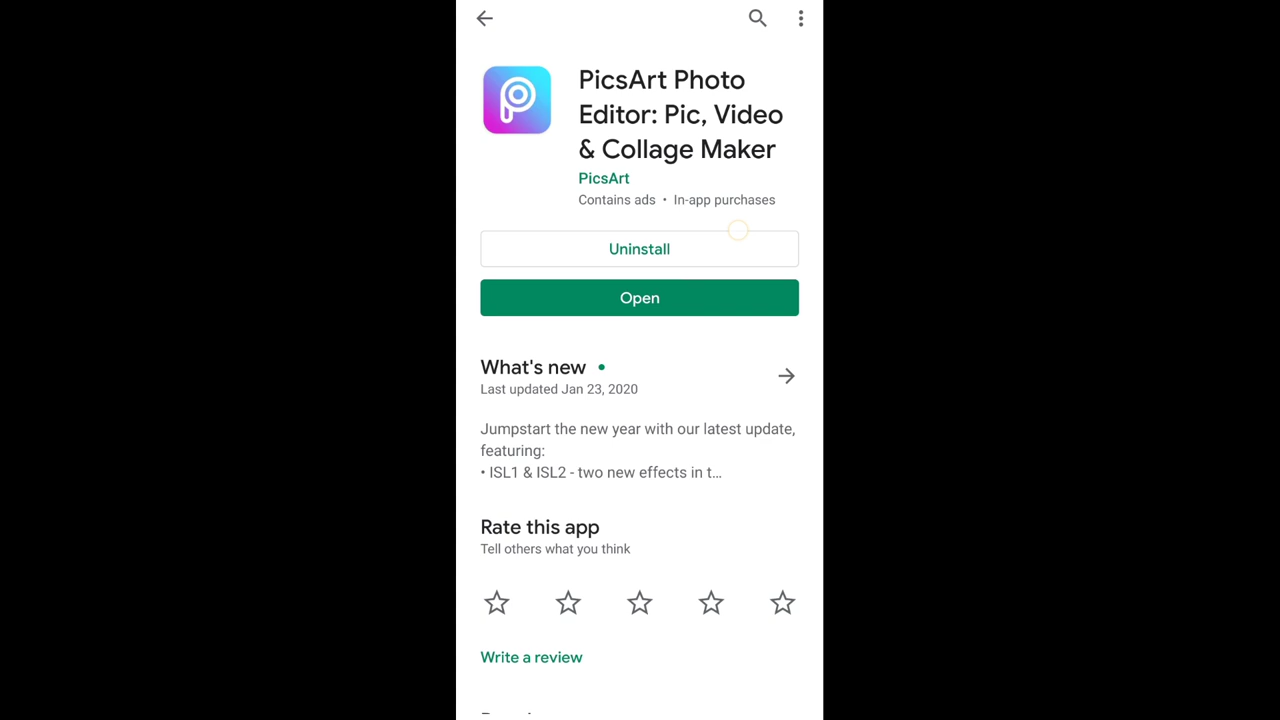 PicsArt Photo
Editor: Pic, Video
& Collage Maker
PicsArt
Contains ads • In-app purchases
Uninstall
Open
What's new •
Last updated Jan 23, 2020
Jumpstart the new year with our latest update,
featuring:
• ISL1 & ISL2 - two new effects in t…
Rate this app
Tell others what you think
Write a review